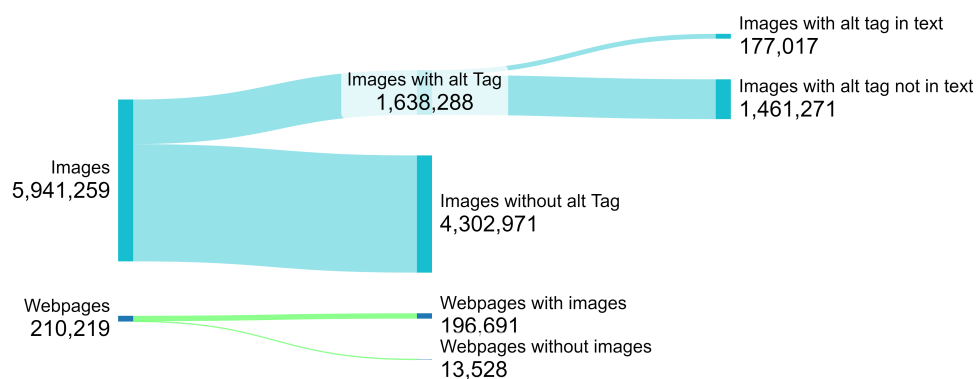 Images with alt tag in text
177,017
Images with alt Tag
1,638,288
Images with alt tag not in text
1,461,271
Images
5,941,259
Images without alt Tag
4,302,971
Webpages
210,219
Webpages with images
196,691
Webpages without images
13,528